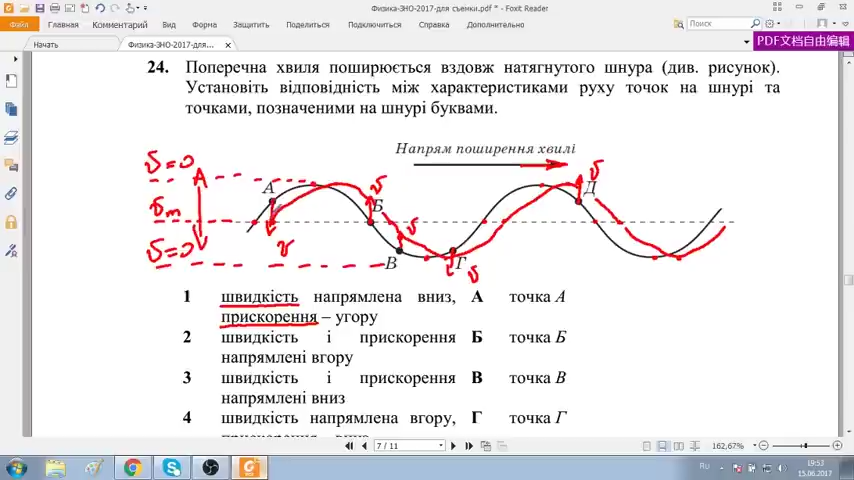 Физика-ЗНО-2017-для съемки.pdf * - Foxit Reader
Файл
Главная
Комментарий
Вид
Защитить
Поделиться
Подключиться
Справка
Дополнительно
Поиск
PDF文档自由编辑
Начать
Физика-ЗНО-2017-для...
24. Поперечна хвиля поширюється вздовж натягнутого шнура (див. рисунок).
Установіть відповідність між характеристиками руху точок на шнурі та
точками, позначеними на шнурі буквами.
Напрям поширення хвилі
υ=0 A
υ
А
Д
υ
Б
υm
υ
υ
υ=0
В
Г
υ
1 швидкість напрямлена вниз, А точка А
прискорення – угору
2 швидкість і прискорення Б точка Б
напрямлені вгору
3 швидкість і прискорення В точка В
напрямлені вниз
4 швидкість напрямлена вгору, Г точка Г
7 / 11
162,67%
Ru
19:53
15.06.2017